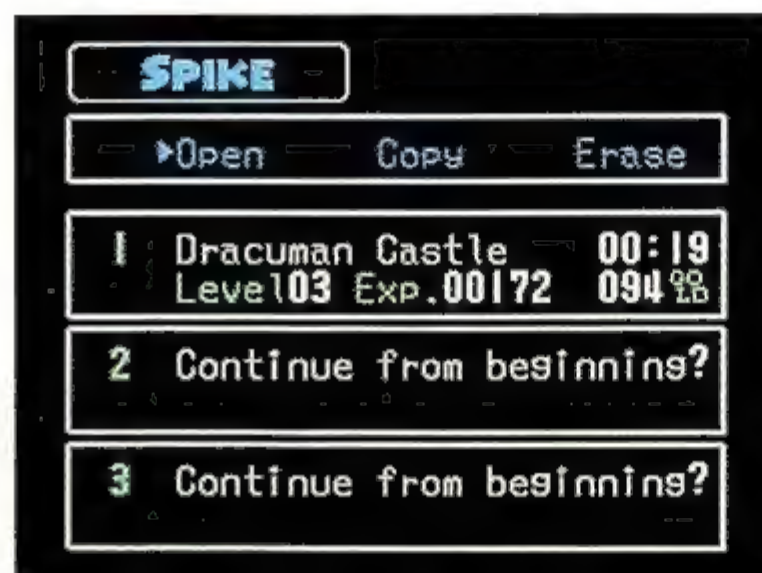 SPIKE
▶Open Copy Erase
1 Dracuman Castle 00:19
Level03 Exp.00172 094 GOLD
2 Continue from beginning?
3 Continue from beginning?